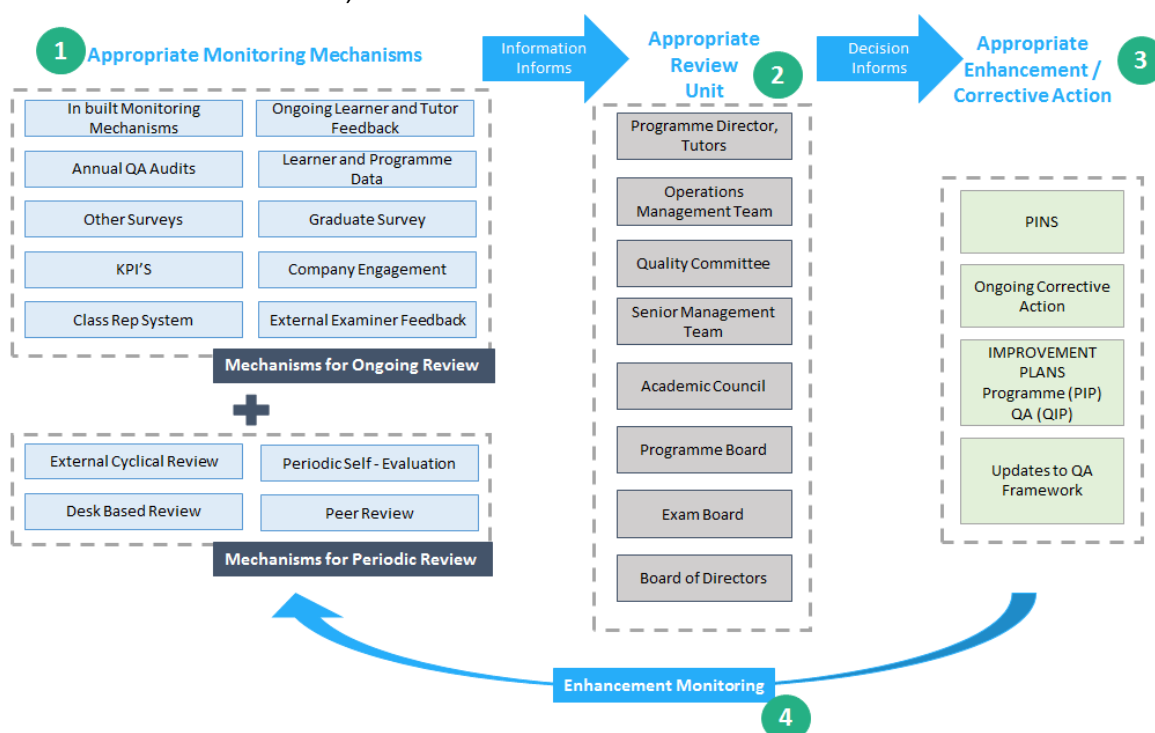 1
Appropriate Monitoring Mechanisms
Information
Informs
Appropriate
Review
Unit
2
Decision
Informs
Appropriate
Enhancement /
Corrective Action
3
In built Monitoring
Mechanisms
Ongoing Learner and Tutor
Feedback
Annual QA Audits
Learner and Programme
Data
Other Surveys
Graduate Survey
KPI'S
Company Engagement
Class Rep System
External Examiner Feedback
Mechanisms for Ongoing Review
External Cyclical Review
Periodic Self - Evaluation
Desk Based Review
Peer Review
Mechanisms for Periodic Review
Programme Director,
Tutors
Operations
Management Team
Quality Committee
Senior Management
Team
Academic Council
Programme Board
Exam Board
Board of Directors
PINS
Ongoing Corrective
Action
IMPROVEMENT
PLANS
Programme (PIP)
QA (QIP)
Updates to QA
Framework
Enhancement Monitoring
4